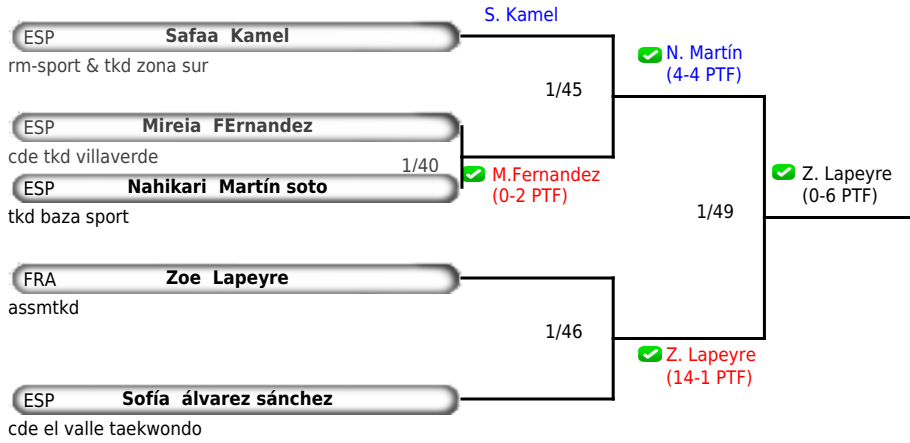 S. Kamel
ESP Safaa Kamel
rm-sport & tkd zona sur
N. Martín
(4-4 PTF)
1/45
ESP Mireia FErnandez
cde tkd villaverde
1/40
M.Fernandez
(0-2 PTF)
ESP Nahikari Martín soto
tkd baza sport
Z. Lapeyre
(0-6 PTF)
1/49
FRA Zoe Lapeyre
assmtkd
1/46
Z. Lapeyre
(14-1 PTF)
ESP Sofía álvarez sánchez
cde el valle taekwondo